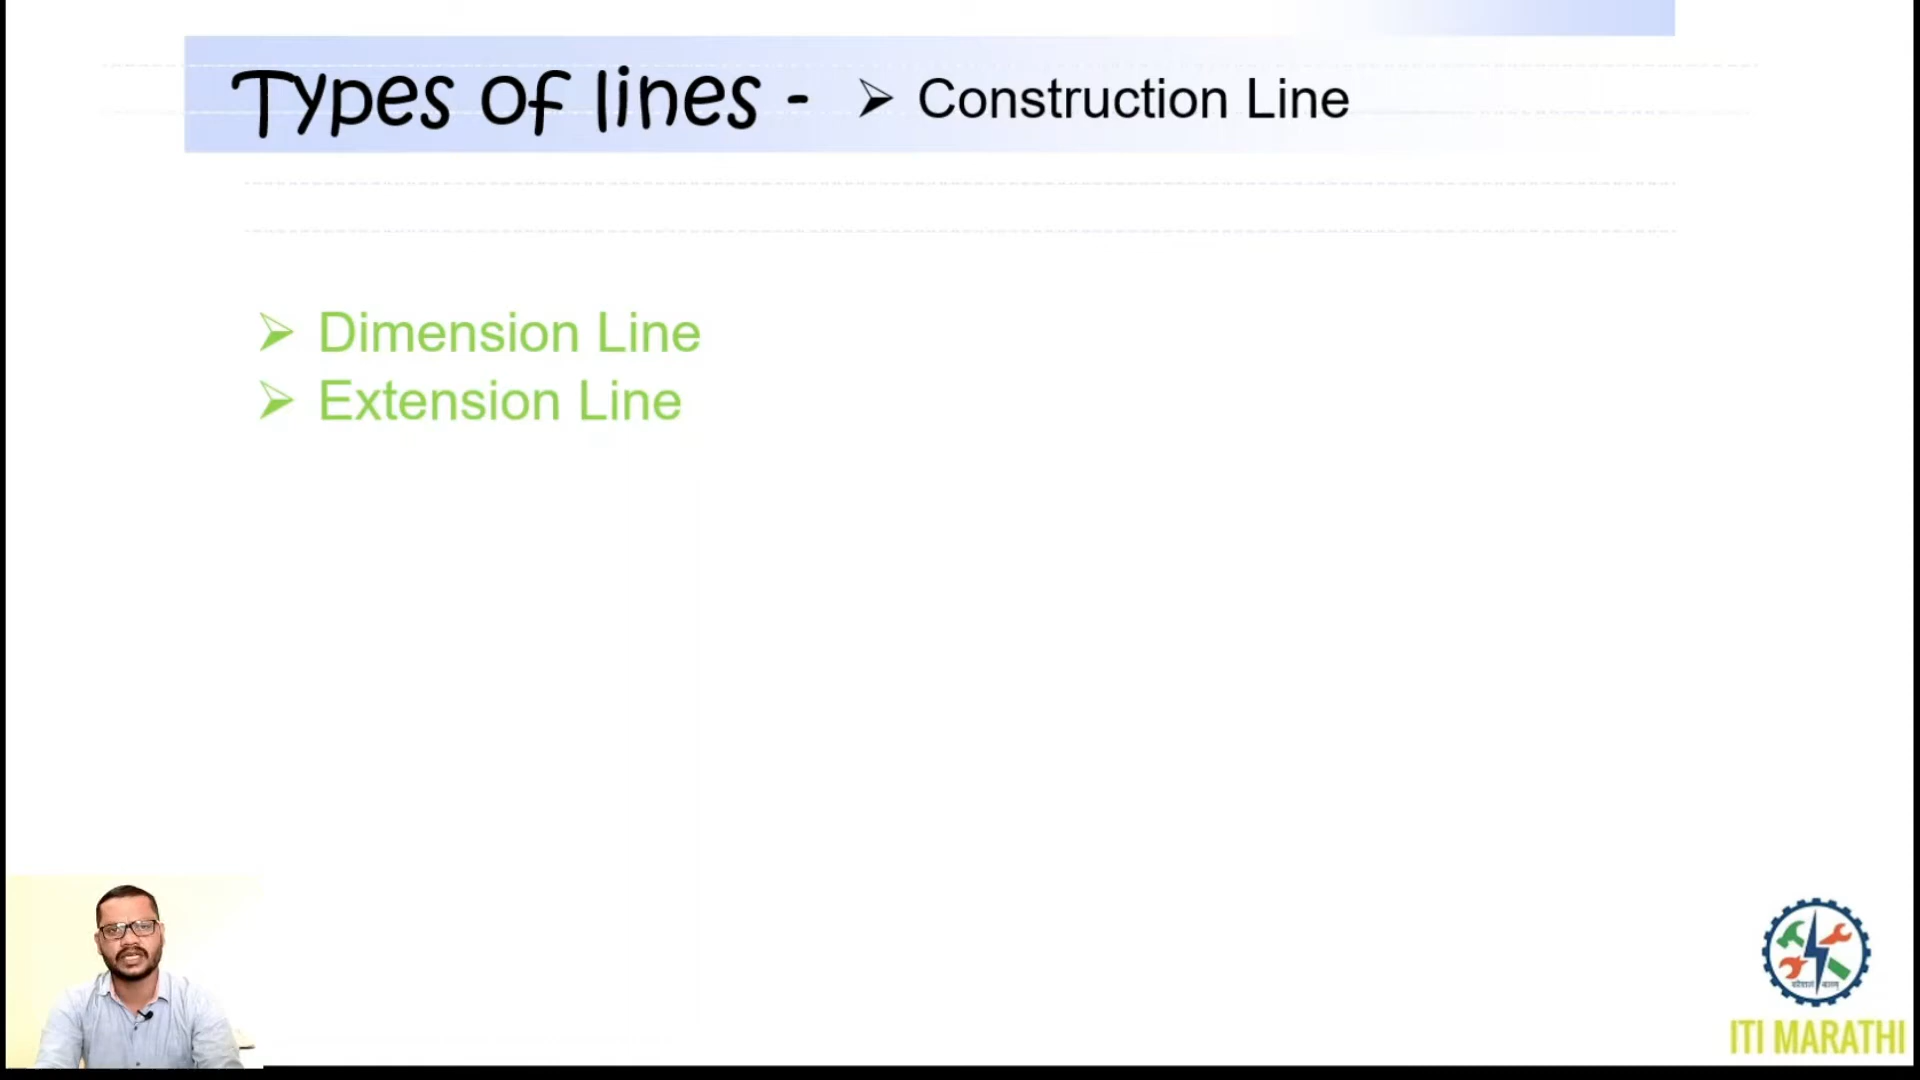 Types of lines - ➢ Construction Line
➢ Dimension Line
➢ Extension Line
ITI MARATHI